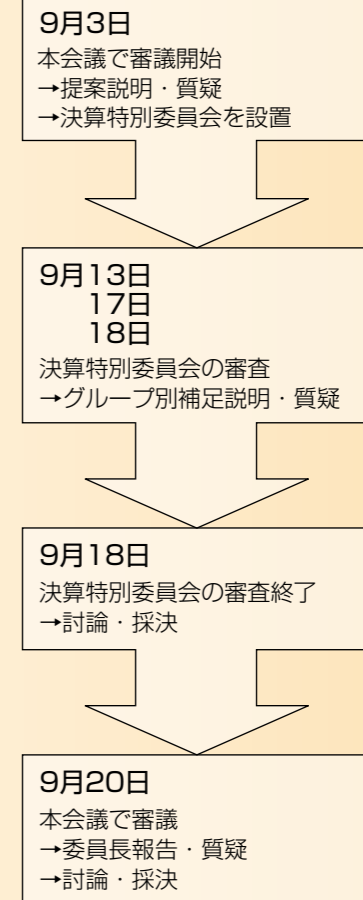 9月3日
本会議で審議開始
→提案説明・質疑
→決算特別委員会を設置
9月13日
17日
18日
決算特別委員会の審査
→グループ別補足説明・質疑
9月18日
決算特別委員会の審査終了
→討論・採決
9月20日
本会議で審議
→委員長報告・質疑
→討論・採決